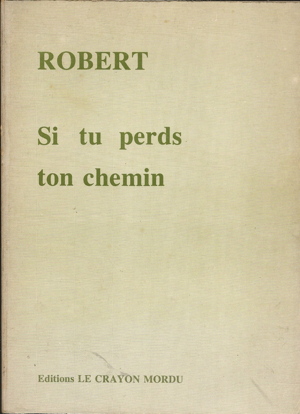 ROBERT
Si tu perds
ton chemin
Editions LE CRAYON MORDU